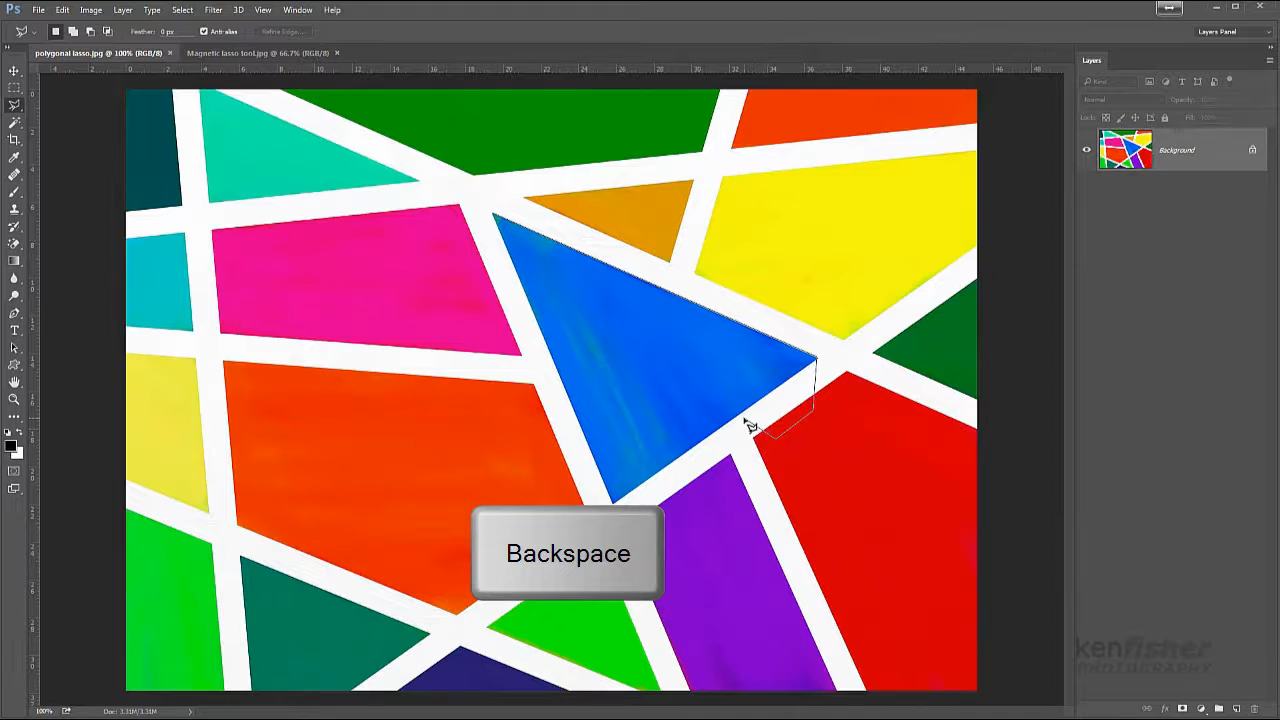 Ps File Edit Image Layer Type Select Filter 3D View Window Help
Feather: 0 px Anti-alias Refine Edge... Layers Panel
polygonal lasso.jpg @ 100% (RGB/8) × Magnetic lasso tool.jpg @ 66.7% (RGB/8) ×
Layers
Kind
Normal Opacity:
Lock: Fill:
Background
Backspace
kenfisher
PHOTOGRAPHY
100% Doc: 3.31M/3.31M